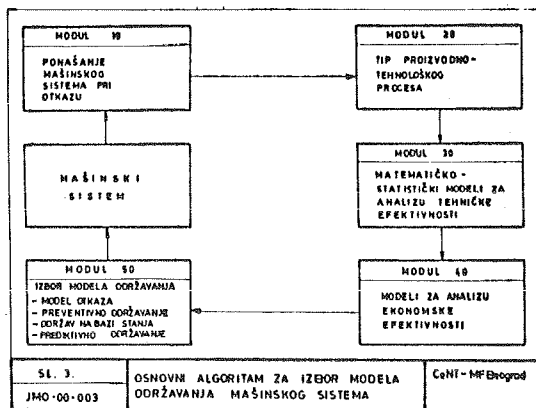 MODUL 10
PONAŠANJE
MAŠINSKOG
SISTEMA PRI
OTKAZU
MODUL 20
TIP PROIZVODNO-
TEHNOLOŠKOG
PROCESA
MAŠINSKI
SISTEM
MODUL 30
MATEMATIČKO-
STATISTIČKI MODELI ZA
ANALIZU TEHNIČKE
EFEKTIVNOSTI
MODUL 50
IZBOR MODELA ODRŽAVANJA
- MODEL OTKAZA
- PREVENTIVNO ODRŽAVANJE
- ODRŽAV NA BAZI STANJA
- PREDIKTIVNO ODRŽAVANJE
MODUL 40
MODELI ZA ANALIZU
EKONOMSKE
EFEKTIVNOSTI
SL. 3.
JMO-00-003
OSNOVNI ALGORITAM ZA IZBOR MODELA
ODRŽAVANJA MAŠINSKOG SISTEMA
CeNT-MF Beograd